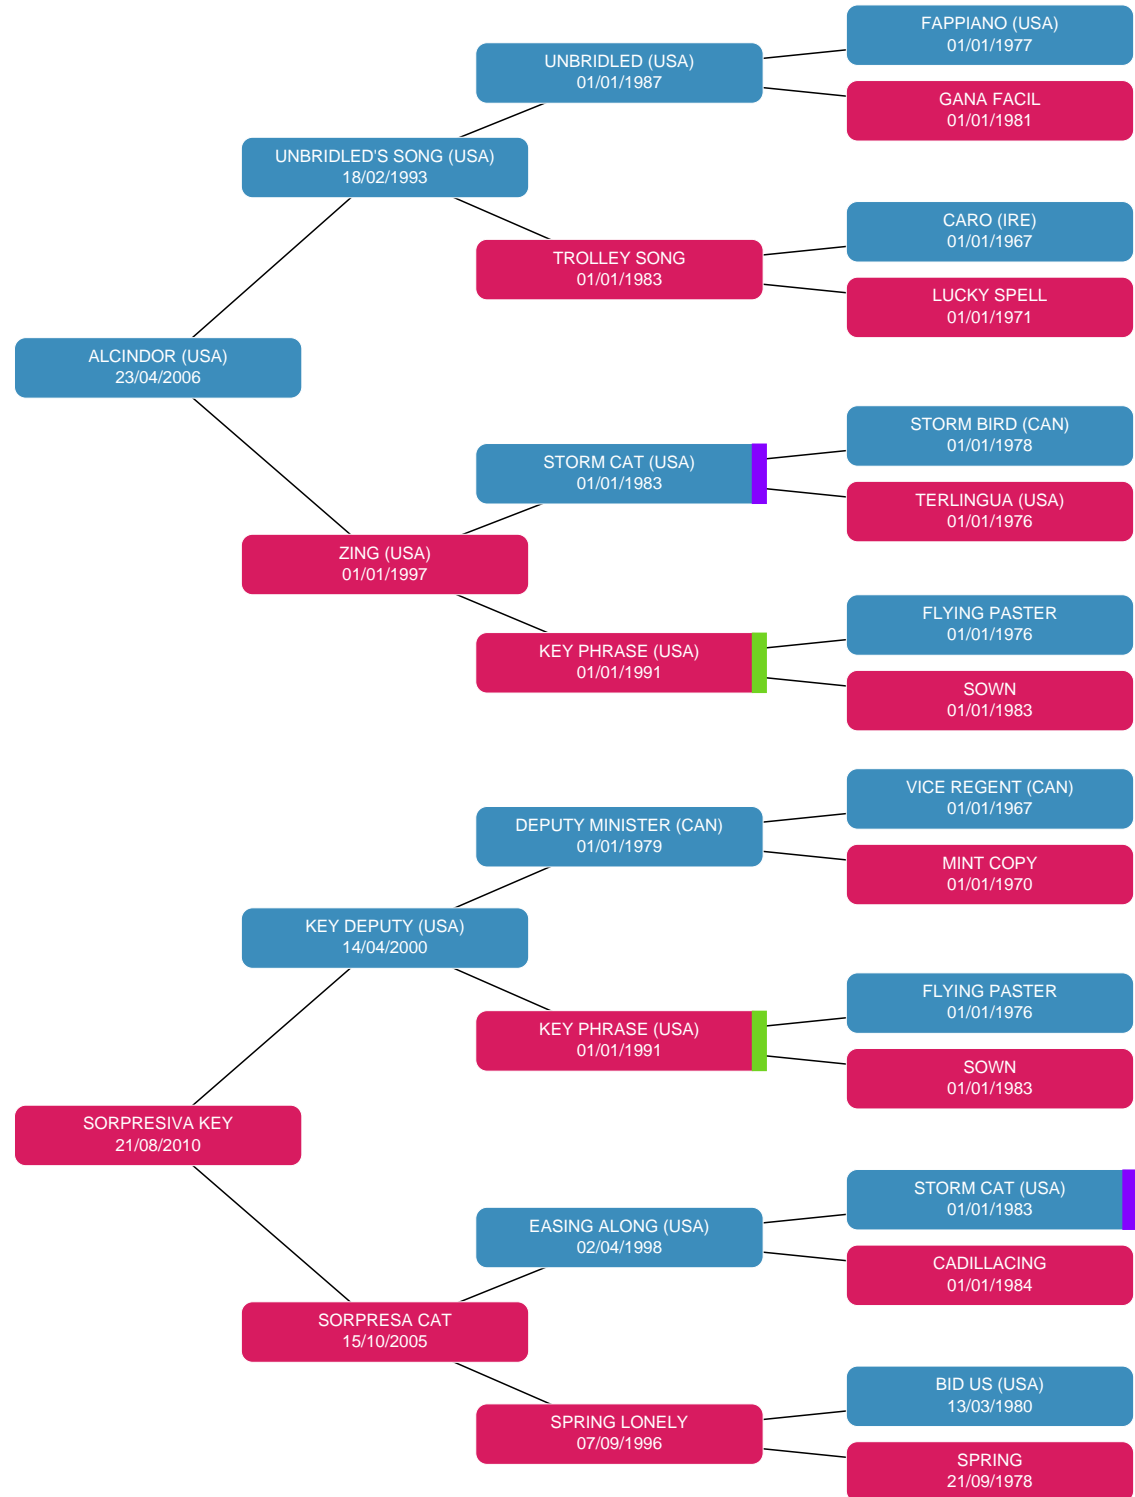 FAPPIANO (USA)
01/01/1977
UNBRIDLED (USA)
01/01/1987
GANA FACIL
01/01/1981
UNBRIDLED'S SONG (USA)
18/02/1993
CARO (IRE)
01/01/1967
TROLLEY SONG
01/01/1983
LUCKY SPELL
01/01/1971
ALCINDOR (USA)
23/04/2006
STORM BIRD (CAN)
01/01/1978
STORM CAT (USA)
01/01/1983
TERLINGUA (USA)
01/01/1976
ZING (USA)
01/01/1997
FLYING PASTER
01/01/1976
KEY PHRASE (USA)
01/01/1991
SOWN
01/01/1983
VICE REGENT (CAN)
01/01/1967
DEPUTY MINISTER (CAN)
01/01/1979
MINT COPY
01/01/1970
KEY DEPUTY (USA)
14/04/2000
FLYING PASTER
01/01/1976
KEY PHRASE (USA)
01/01/1991
SOWN
01/01/1983
SORPRESIVA KEY
21/08/2010
STORM CAT (USA)
01/01/1983
EASING ALONG (USA)
02/04/1998
CADILLACING
01/01/1984
SORPRESA CAT
15/10/2005
BID US (USA)
13/03/1980
SPRING LONELY
07/09/1996
SPRING
21/09/1978